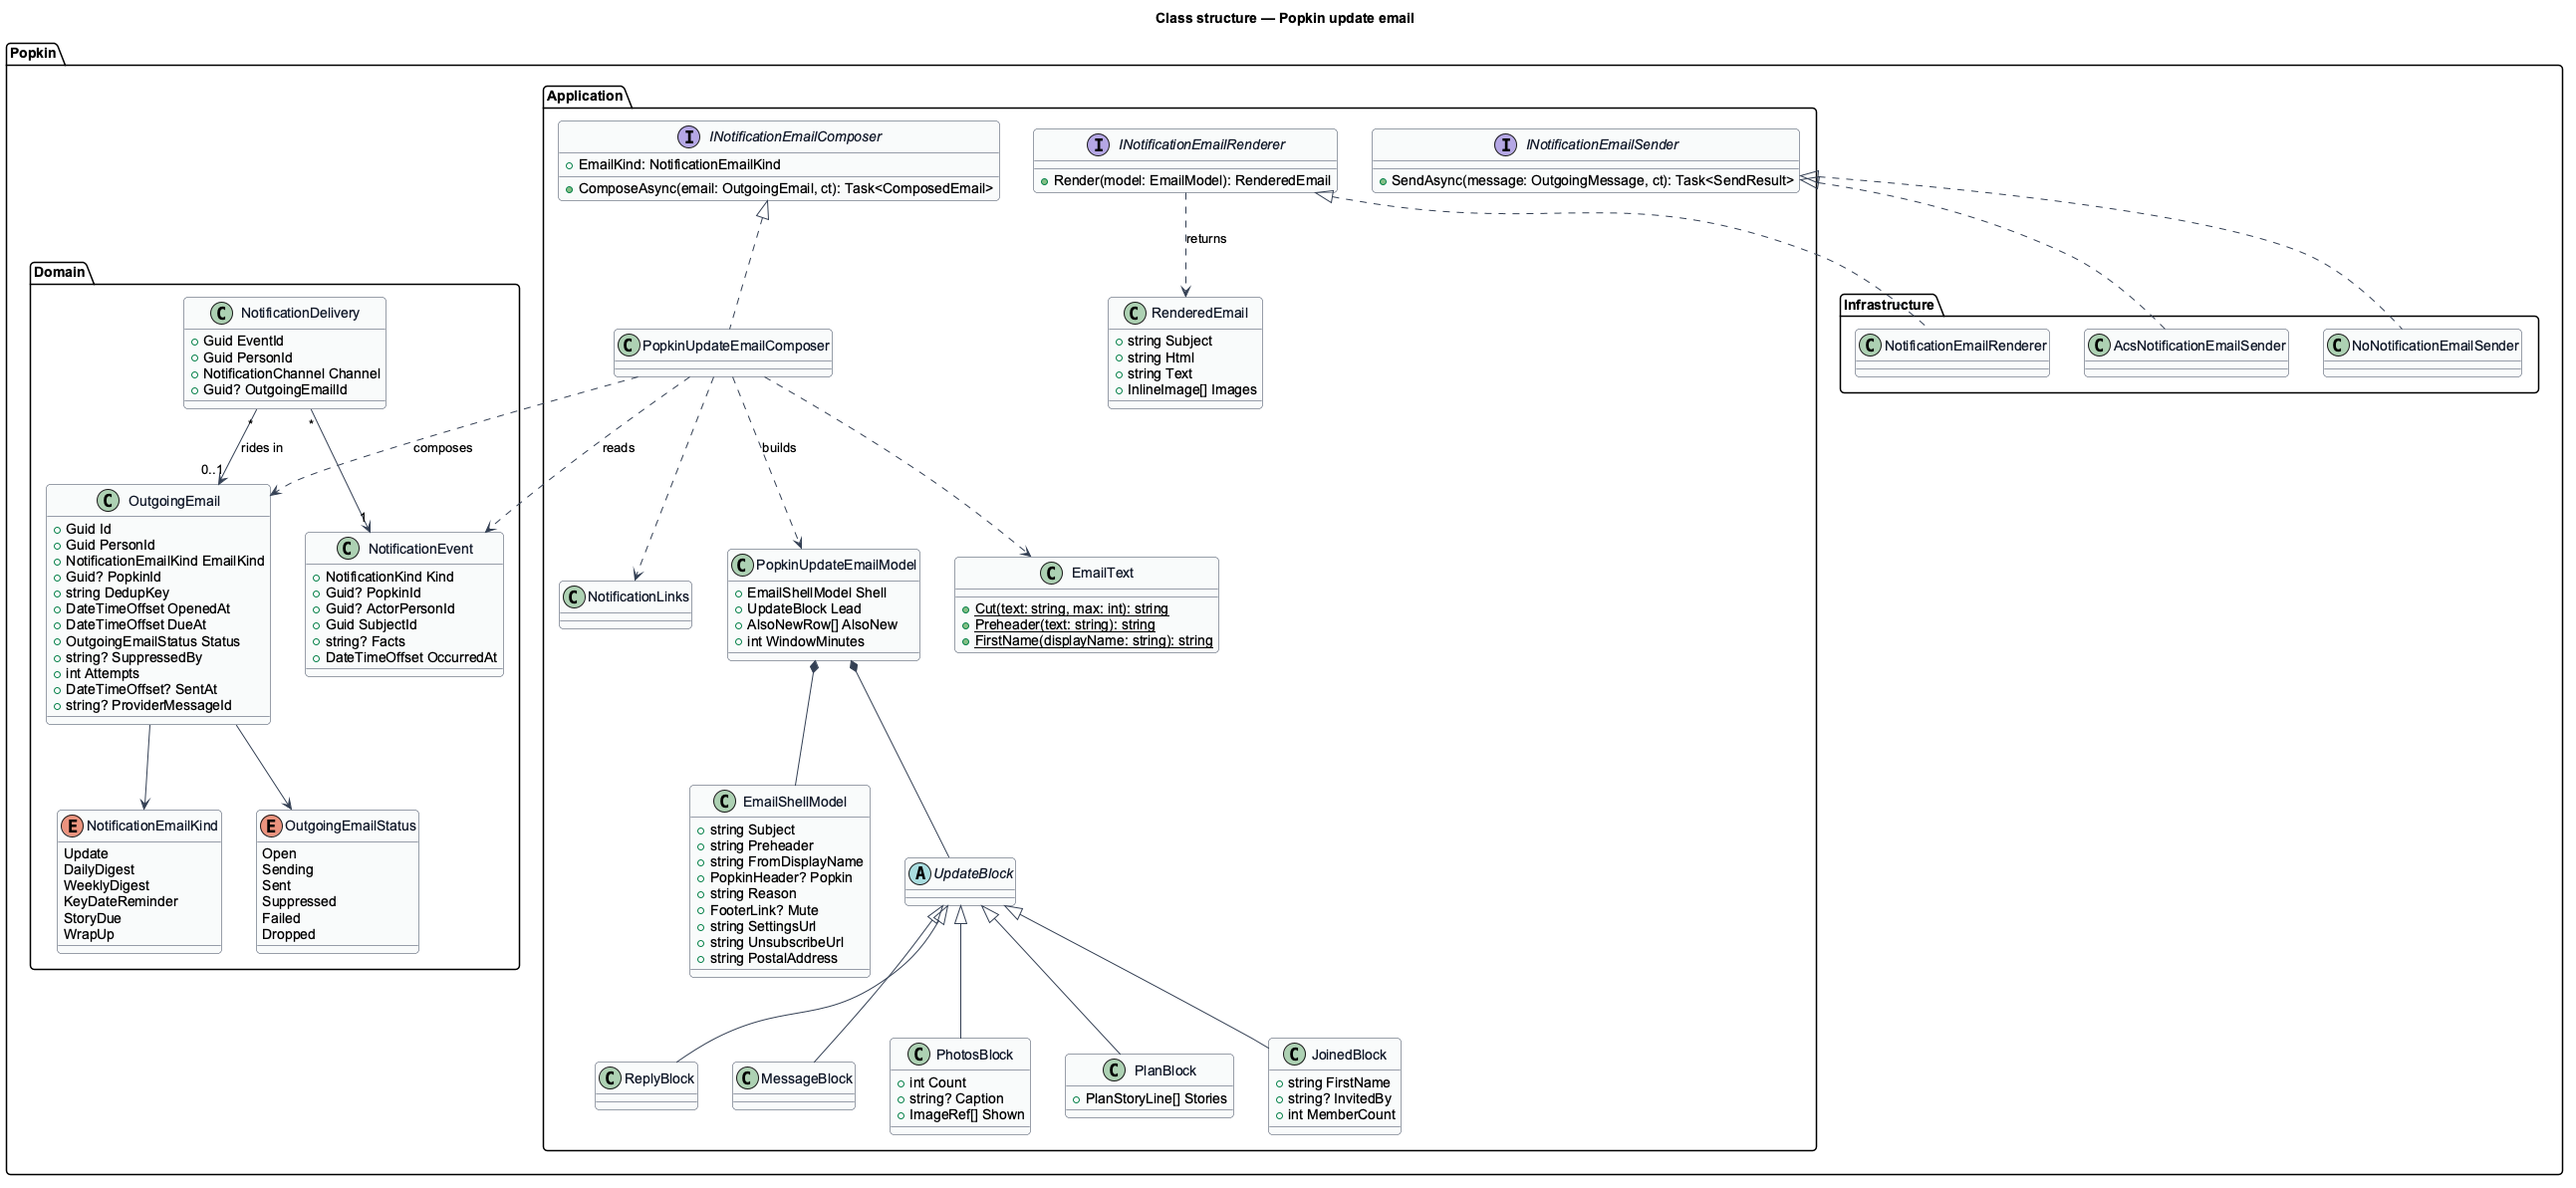 Class structure — Popkin update email
Popkin
Application
I INotificationEmailComposer
EmailKind: NotificationEmailKind
ComposeAsync(email: OutgoingEmail, ct): Task<ComposedEmail>
I INotificationEmailRenderer
Render(model: EmailModel): RenderedEmail
I INotificationEmailSender
SendAsync(message: OutgoingMessage, ct): Task<SendResult>
returns
Domain
C NotificationDelivery
Guid EventId
Guid PersonId
NotificationChannel Channel
Guid? OutgoingEmailId
C PopkinUpdateEmailComposer
C RenderedEmail
string Subject
string Html
string Text
InlineImage[] Images
Infrastructure
C NotificationEmailRenderer
C AcsNotificationEmailSender
C NoNotificationEmailSender
*
*
rides in
0..1
1
composes
reads
builds
C OutgoingEmail
Guid Id
Guid PersonId
NotificationEmailKind EmailKind
Guid? PopkinId
string DedupKey
DateTimeOffset OpenedAt
DateTimeOffset DueAt
OutgoingEmailStatus Status
string? SuppressedBy
int Attempts
DateTimeOffset? SentAt
string? ProviderMessageId
C NotificationEvent
NotificationKind Kind
Guid? PopkinId
Guid? ActorPersonId
Guid SubjectId
string? Facts
DateTimeOffset OccurredAt
C NotificationLinks
C PopkinUpdateEmailModel
EmailShellModel Shell
UpdateBlock Lead
AlsoNewRow[] AlsoNew
int WindowMinutes
C EmailText
Cut(text: string, max: int): string
Preheader(text: string): string
FirstName(displayName: string): string
E NotificationEmailKind
Update
DailyDigest
WeeklyDigest
KeyDateReminder
StoryDue
WrapUp
E OutgoingEmailStatus
Open
Sending
Sent
Suppressed
Failed
Dropped
C EmailShellModel
string Subject
string Preheader
string FromDisplayName
PopkinHeader? Popkin
string Reason
FooterLink? Mute
string SettingsUrl
string UnsubscribeUrl
string PostalAddress
A UpdateBlock
C ReplyBlock
C MessageBlock
C PhotosBlock
int Count
string? Caption
ImageRef[] Shown
C PlanBlock
PlanStoryLine[] Stories
C JoinedBlock
string FirstName
string? InvitedBy
int MemberCount